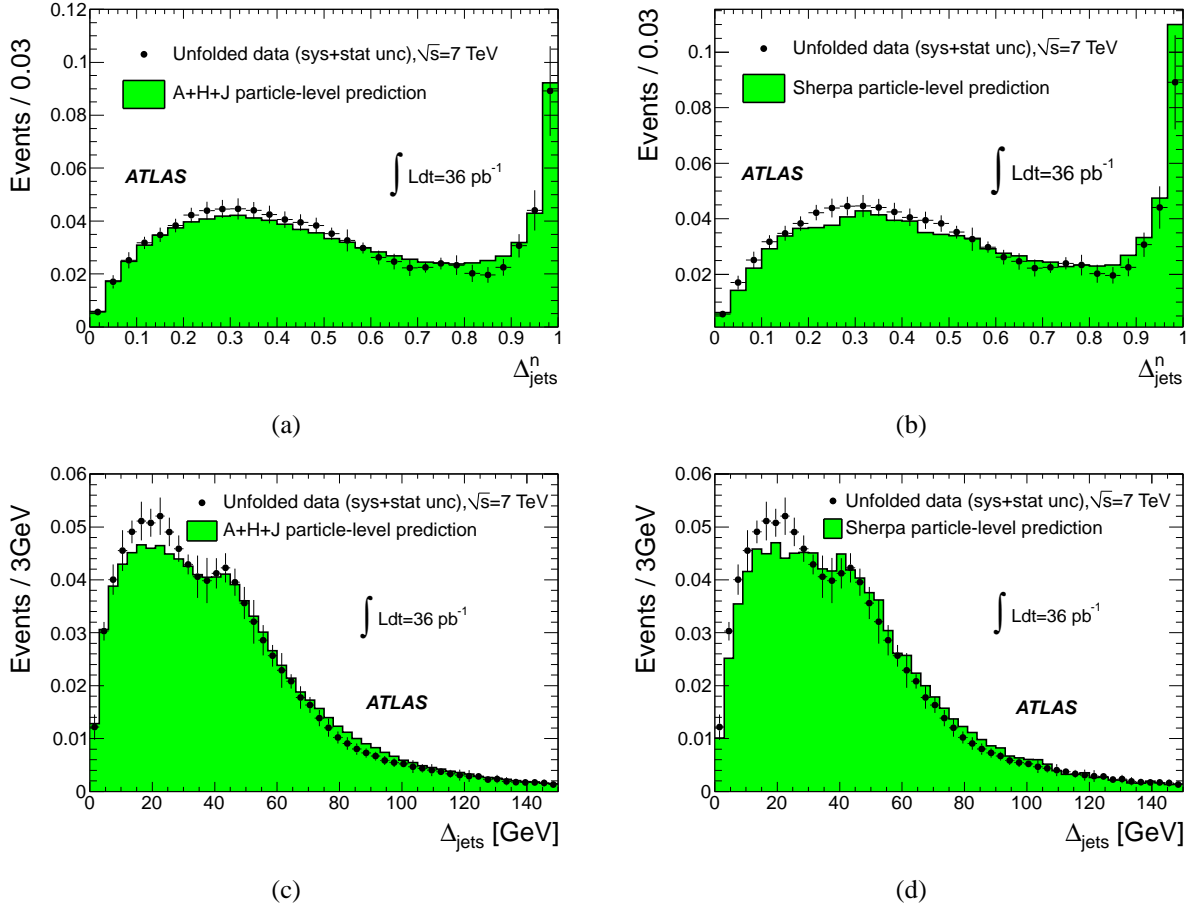 0.12
0.1
0.08
0.06
0.04
0.02
0
Events / 0.03
Unfolded data (sys+stat unc),√s=7 TeV
A+H+J particle-level prediction
ATLAS
∫ Ldt=36 pb⁻¹
0 0.1 0.2 0.3 0.4 0.5 0.6 0.7 0.8 0.9 1
Δⁿjets
(a)
0.1
0.08
0.06
0.04
0.02
Events / 0.03
Unfolded data (sys+stat unc),√s=7 TeV
Sherpa particle-level prediction
ATLAS
∫ Ldt=36 pb⁻¹
0 0.1 0.2 0.3 0.4 0.5 0.6 0.7 0.8 0.9 1
Δⁿjets
(b)
0.06
0.05
0.04
0.03
0.02
0.01
0
Events / 3GeV
Unfolded data (sys+stat unc),√s=7 TeV
A+H+J particle-level prediction
∫ Ldt=36 pb⁻¹
ATLAS
0 20 40 60 80 100 120 140
Δjets [GeV]
(c)
0.06
0.05
0.04
0.03
0.02
0.01
0
Events / 3GeV
Unfolded data (sys+stat unc),√s=7 TeV
Sherpa particle-level prediction
∫ Ldt=36 pb⁻¹
ATLAS
0 20 40 60 80 100 120 140
Δjets [GeV]
(d)